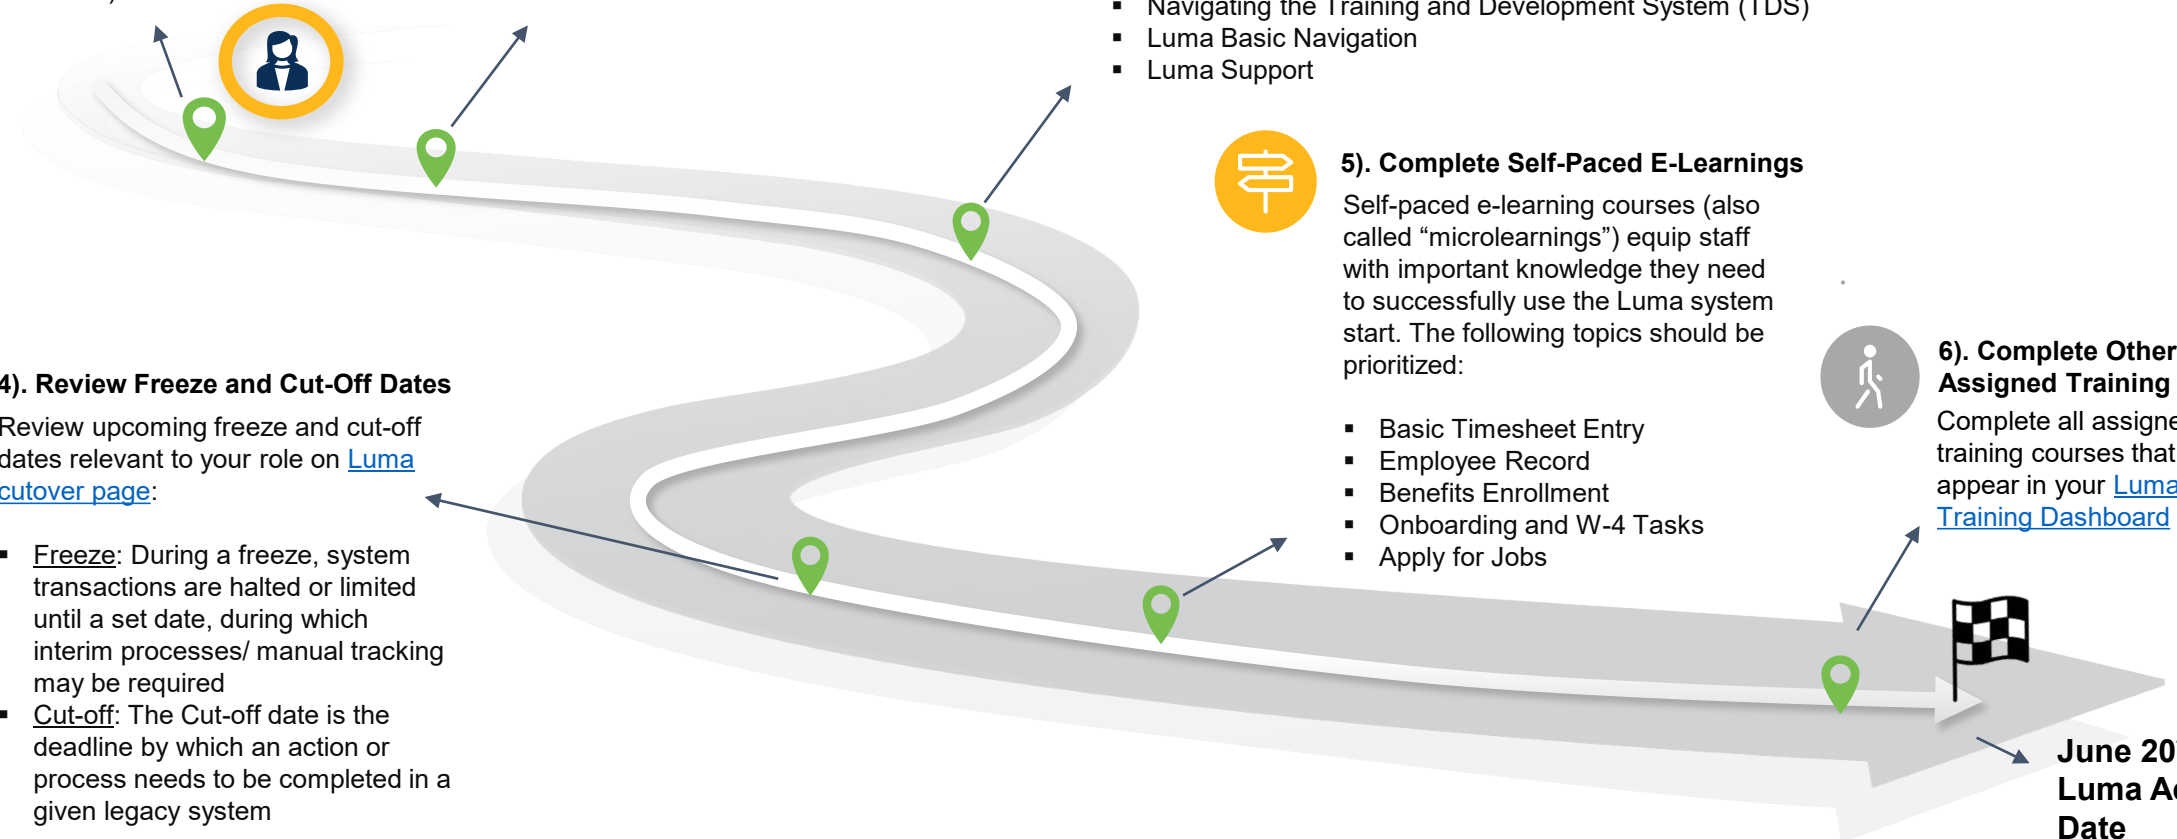 ▪ Navigating the Training and Development System (TDS)
▪ Luma Basic Navigation
▪ Luma Support
5). Complete Self-Paced E-Learnings
Self-paced e-learning courses (also
called “microlearnings”) equip staff
with important knowledge they need
to successfully use the Luma system
start. The following topics should be
prioritized:
▪ Basic Timesheet Entry
▪ Employee Record
▪ Benefits Enrollment
▪ Onboarding and W-4 Tasks
▪ Apply for Jobs
4). Review Freeze and Cut-Off Dates
Review upcoming freeze and cut-off
dates relevant to your role on Luma
cutover page:
▪ Freeze: During a freeze, system
transactions are halted or limited
until a set date, during which
interim processes/ manual tracking
may be required
▪ Cut-off: The Cut-off date is the
deadline by which an action or
process needs to be completed in a
given legacy system
6). Complete Other
Assigned Training
Complete all
training courses that
appear in your Luma
Training Dashboard
June
Luma
Date